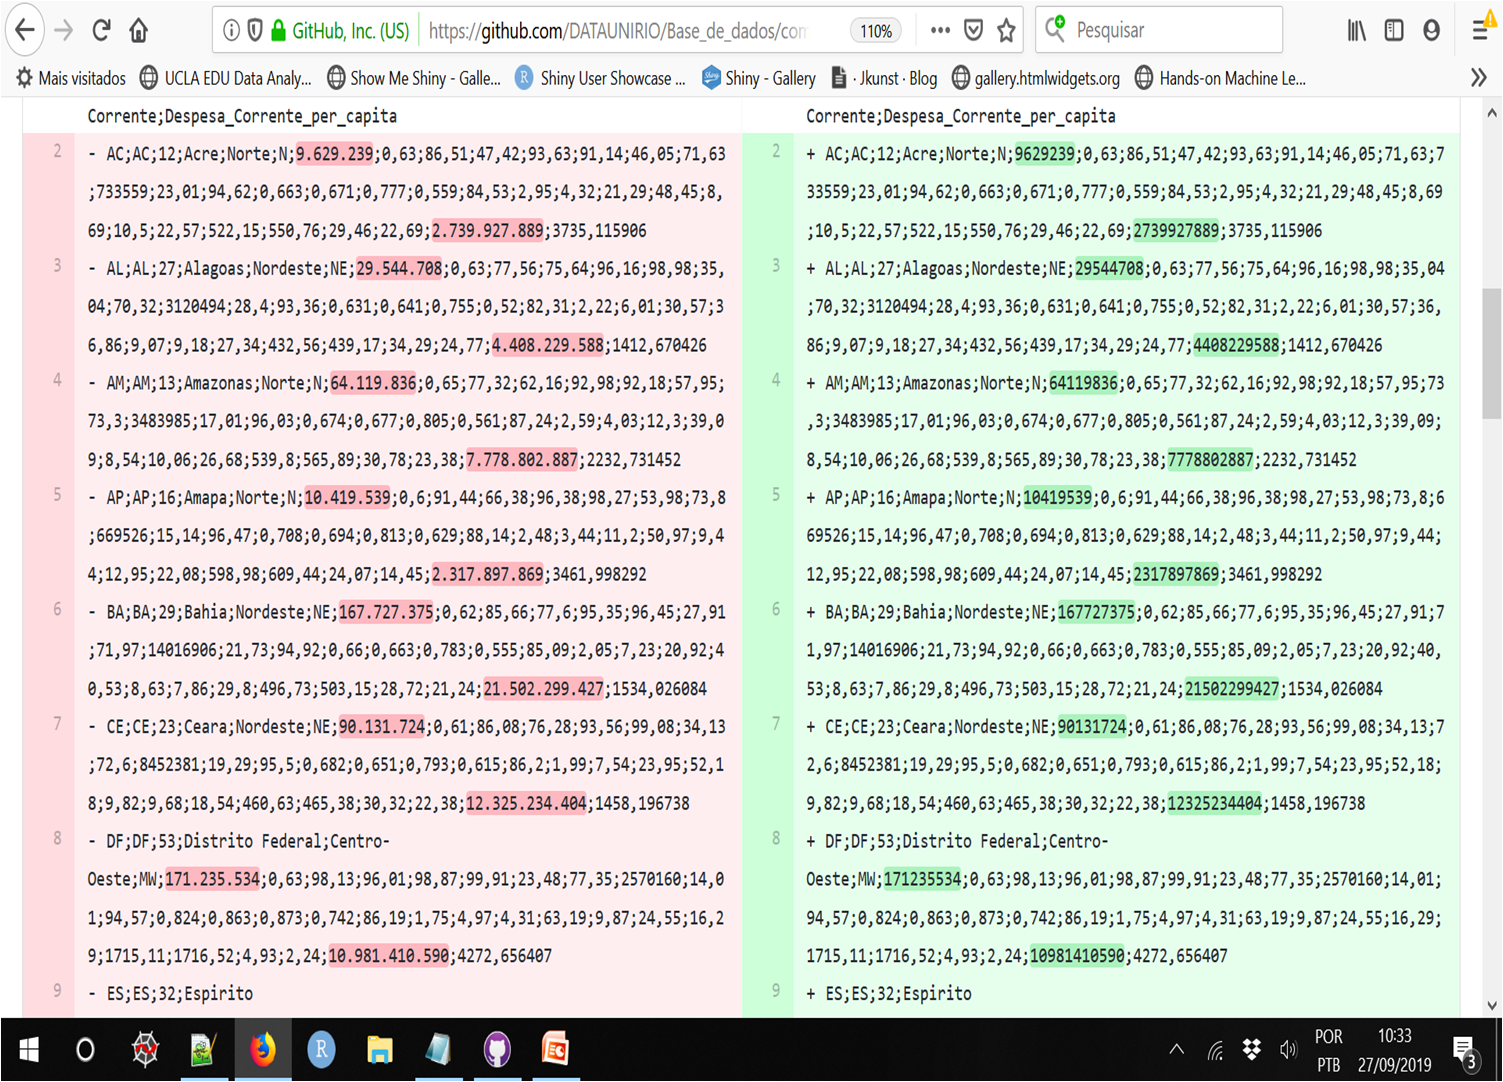 GitHub, Inc. (US)
https://github.com/DATAUNIRIO/Base_de_dados/com
110%
Pesquisar
Mais visitados
UCLA EDU Data Analy...
Show Me Shiny - Galle...
R
Shiny User Showcase ...
Shiny - Gallery
· Jkunst · Blog
gallery.htmlwidgets.org
Hands-on Machine Le...
Corrente;Despesa_Corrente_per_capita
2 - AC;AC;12;Acre;Norte;N;9.629.239;0,63;86,51;47,42;93,63;91,14;46,05;71,63
;733559;23,01;94,62;0,663;0,671;0,777;0,559;84,53;2,95;4,32;21,29;48,45;8,
69;10,5;22,57;522,15;550,76;29,46;22,69;2.739.927.889;3735,115906
3 - AL;AL;27;Alagoas;Nordeste;NE;29.544.708;0,63;77,56;75,64;96,16;98,98;35,
04;70,32;3120494;28,4;93,36;0,631;0,641;0,755;0,52;82,31;2,22;6,01;30,57;3
6,86;9,07;9,18;27,34;432,56;439,17;34,29;24,77;4.408.229.588;1412,670426
4 - AM;AM;13;Amazonas;Norte;N;64.119.836;0,65;77,32;62,16;92,98;92,18;57,95;
73,3;3483985;17,01;96,03;0,674;0,677;0,805;0,561;87,24;2,59;4,03;12,3;39,0
9;8,54;10,06;26,68;539,8;565,89;30,78;23,38;7.778.802.887;2232,731452
5 - AP;AP;16;Amapa;Norte;N;10.419.539;0,6;91,44;66,38;96,38;98,27;53,98;73,8
;669526;15,14;96,47;0,708;0,694;0,813;0,629;88,14;2,48;3,44;11,2;50,97;9,4
4;12,95;22,08;598,98;609,44;24,07;14,45;2.317.897.869;3461,998292
6 - BA;BA;29;Bahia;Nordeste;NE;167.727.375;0,62;85,66;77,6;95,35;96,45;27,91
;71,97;14016906;21,73;94,92;0,66;0,663;0,783;0,555;85,09;2,05;7,23;20,92;4
0,53;8,63;7,86;29,8;496,73;503,15;28,72;21,24;21.502.299.427;1534,026084
7 - CE;CE;23;Ceara;Nordeste;NE;90.131.724;0,61;86,08;76,28;93,56;99,08;34,13
;72,6;8452381;19,29;95,5;0,682;0,651;0,793;0,615;86,2;1,99;7,54;23,95;52,1
8;9,82;9,68;18,54;460,63;465,38;30,32;22,38;12.325.234.404;1458,196738
8 - DF;DF;53;Distrito Federal;Centro-
Oeste;MW;171.235.534;0,63;98,13;96,01;98,87;99,91;23,48;77,35;2570160;14,0
1;94,57;0,824;0,863;0,873;0,742;86,19;1,75;4,97;4,31;63,19;9,87;24,55;16,2
9;1715,11;1716,52;4,93;2,24;10.981.410.590;4272,656407
9 - ES;ES;32;Espirito
Corrente;Despesa_Corrente_per_capita
2 + AC;AC;12;Acre;Norte;N;9629239;0,63;86,51;47,42;93,63;91,14;46,05;71,63;7
33559;23,01;94,62;0,663;0,671;0,777;0,559;84,53;2,95;4,32;21,29;48,45;8,69
;10,5;22,57;522,15;550,76;29,46;22,69;2739927889;3735,115906
3 + AL;AL;27;Alagoas;Nordeste;NE;29544708;0,63;77,56;75,64;96,16;98,98;35,04
;70,32;3120494;28,4;93,36;0,631;0,641;0,755;0,52;82,31;2,22;6,01;30,57;36,
86;9,07;9,18;27,34;432,56;439,17;34,29;24,77;4408229588;1412,670426
4 + AM;AM;13;Amazonas;Norte;N;64119836;0,65;77,32;62,16;92,98;92,18;57,95;73
,3;3483985;17,01;96,03;0,674;0,677;0,805;0,561;87,24;2,59;4,03;12,3;39,09;
8,54;10,06;26,68;539,8;565,89;30,78;23,38;7778802887;2232,731452
5 + AP;AP;16;Amapa;Norte;N;10419539;0,6;91,44;66,38;96,38;98,27;53,98;73,8;6
69526;15,14;96,47;0,708;0,694;0,813;0,629;88,14;2,48;3,44;11,2;50,97;9,44;
12,95;22,08;598,98;609,44;24,07;14,45;2317897869;3461,998292
6 + BA;BA;29;Bahia;Nordeste;NE;167727375;0,62;85,66;77,6;95,35;96,45;27,91;7
1,97;14016906;21,73;94,92;0,66;0,663;0,783;0,555;85,09;2,05;7,23;20,92;40,
53;8,63;7,86;29,8;496,73;503,15;28,72;21,24;21502299427;1534,026084
7 + CE;CE;23;Ceara;Nordeste;NE;90131724;0,61;86,08;76,28;93,56;99,08;34,13;7
2,6;8452381;19,29;95,5;0,682;0,651;0,793;0,615;86,2;1,99;7,54;23,95;52,18;
9,82;9,68;18,54;460,63;465,38;30,32;22,38;12325234404;1458,196738
8 + DF;DF;53;Distrito Federal;Centro-
Oeste;MW;171235534;0,63;98,13;96,01;98,87;99,91;23,48;77,35;2570160;14,01;
94,57;0,824;0,863;0,873;0,742;86,19;1,75;4,97;4,31;63,19;9,87;24,55;16,29;
1715,11;1716,52;4,93;2,24;10981410590;4272,656407
9 + ES;ES;32;Espirito
R
POR
PTB
10:33
27/09/2019
3